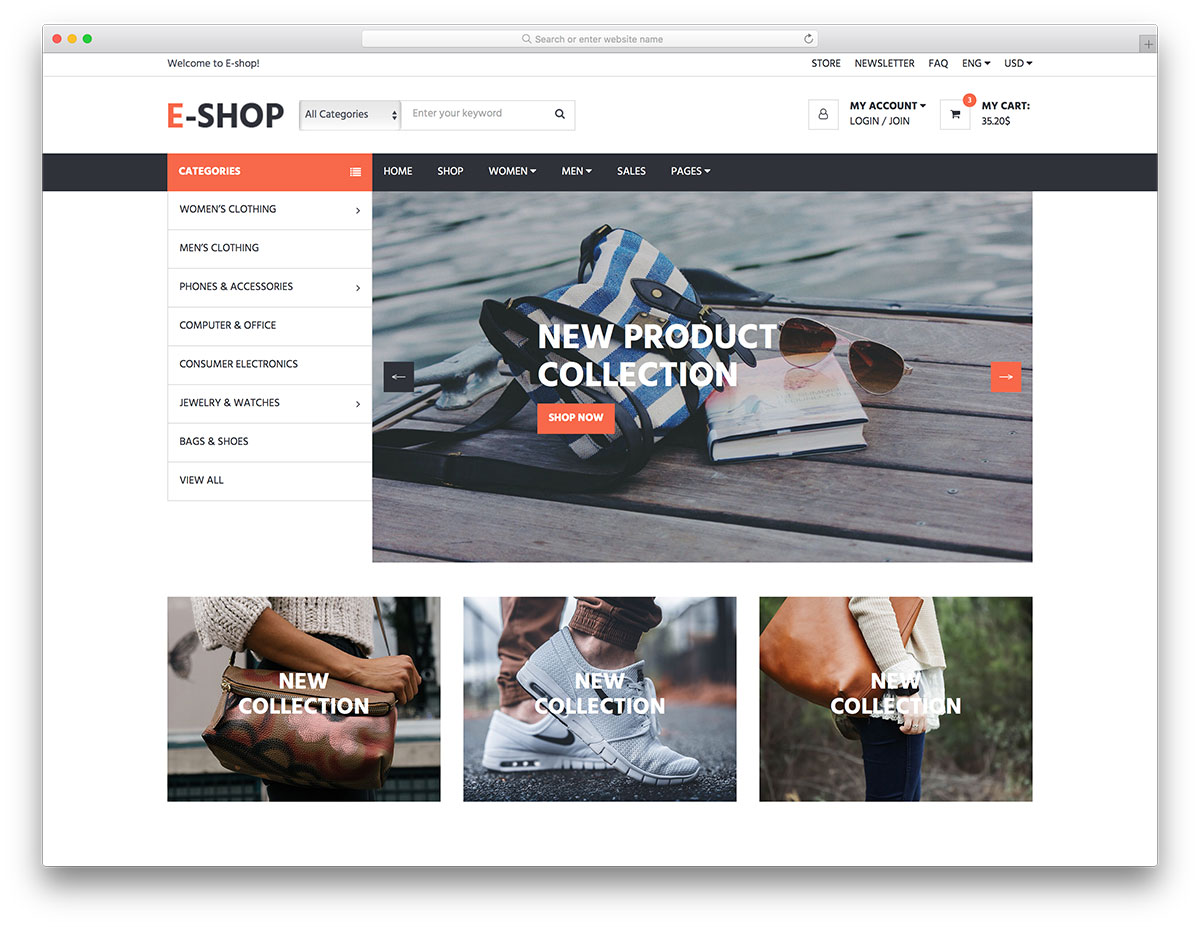 Search or enter website name
Welcome to E-shop!
STORE NEWSLETTER FAQ ENG USD
E-SHOP
All Categories
Enter your keyword
MY ACCOUNT
LOGIN / JOIN
3
MY CART:
35.20$
CATEGORIES
HOME SHOP WOMEN MEN SALES PAGES
WOMEN'S CLOTHING
MEN'S CLOTHING
PHONES & ACCESSORIES
COMPUTER & OFFICE
CONSUMER ELECTRONICS
JEWELRY & WATCHES
BAGS & SHOES
VIEW ALL
NEW PRODUCT
COLLECTION
SHOP NOW
NEW
COLLECTION
NEW
COLLECTION
NEW
COLLECTION